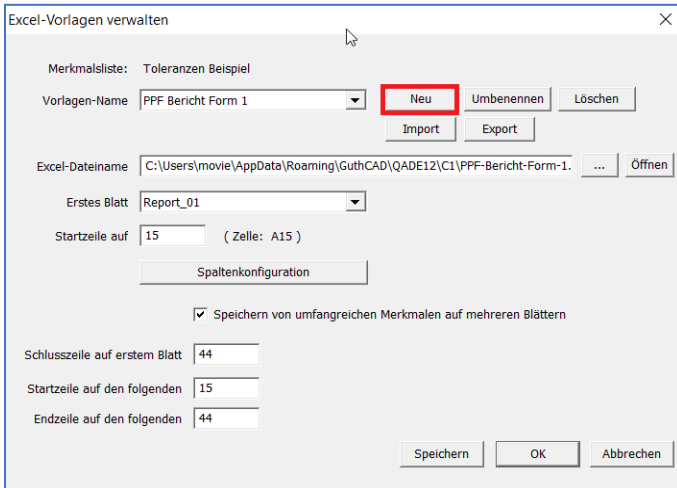 Excel-Vorlagen verwalten
Merkmalsliste: Toleranzen Beispiel
Vorlagen-Name PPF Bericht Form 1 Neu Umbenennen Löschen
Import Export
Excel-Dateiname C:\Users\movie\AppData\Roaming\GuthCAD\QADE12\C1\PPF-Bericht-Form-1. ... Öffnen
Erstes Blatt Report_01
Startzeile auf 15 ( Zelle: A15 )
Spaltenkonfiguration
Speichern von umfangreichen Merkmalen auf mehreren Blättern
Schlusszeile auf erstem Blatt 44
Startzeile auf den folgenden 15
Endzeile auf den folgenden 44
Speichern OK Abbrechen